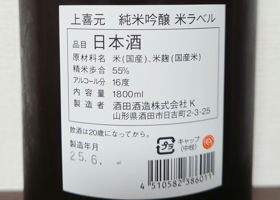 上喜元 純米吟醸 米ラベル
品目 日本酒
原材料名 米(国産)、米麹(国産米)
精米歩合 55%
アルコール分 16度
内容量 1800ml
製造者 酒田酒造株式会社K
山形県酒田市日吉町2-3-25
飲酒は20歳になってから。
製造年月
25.6.
プラ
キャップ
(中栓)
4 510582 386011